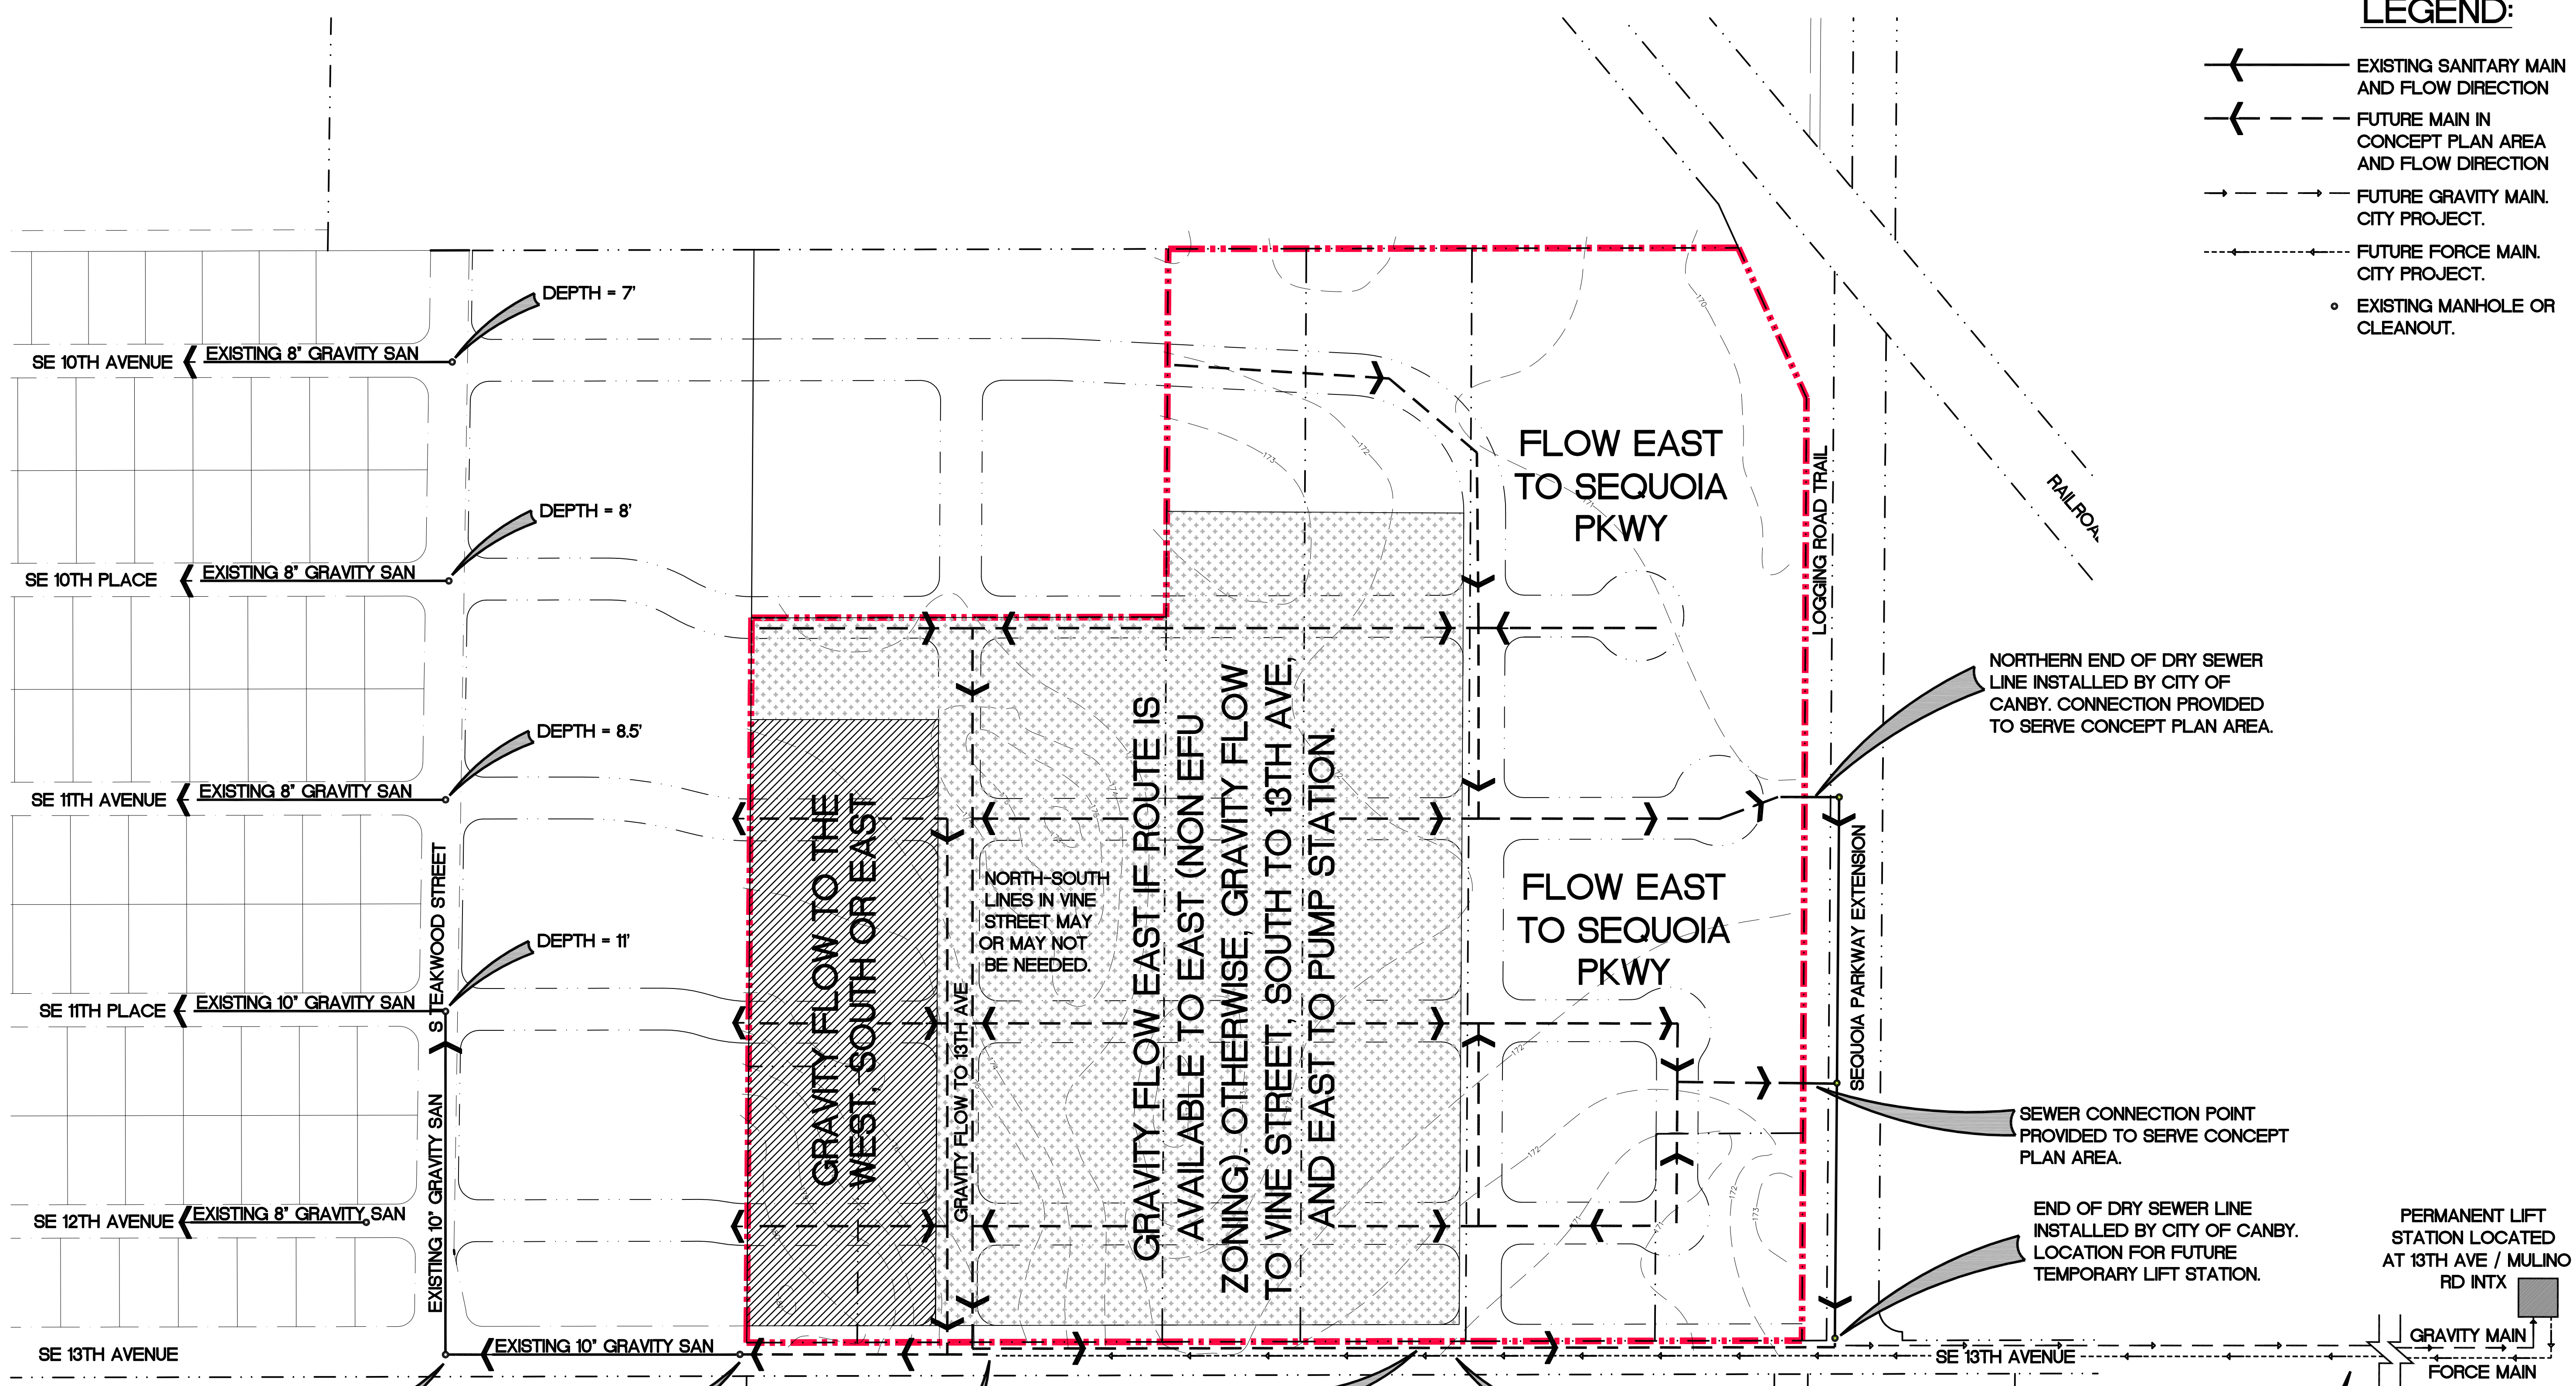 LEGEND:
EXISTING SANITARY MAIN
AND FLOW DIRECTION
FUTURE MAIN IN
CONCEPT PLAN AREA
AND FLOW DIRECTION
FUTURE GRAVITY MAIN.
CITY PROJECT.
FUTURE FORCE MAIN.
CITY PROJECT.
EXISTING MANHOLE OR
CLEANOUT.
DEPTH = 7'
SE 10TH AVENUE
EXISTING 8" GRAVITY SAN
DEPTH = 8'
SE 10TH PLACE
EXISTING 8" GRAVITY SAN
DEPTH = 8.5'
SE 11TH AVENUE
EXISTING 8" GRAVITY SAN
S TEAKWOOD STREET
DEPTH = 11'
SE 11TH PLACE
EXISTING 10" GRAVITY SAN
EXISTING 10" GRAVITY SAN
SE 12TH AVENUE
EXISTING 8" GRAVITY SAN
SE 13TH AVENUE
EXISTING 10" GRAVITY SAN
GRAVITY FLOW TO THE
WEST, SOUTH OR EAST
GRAVITY FLOW TO 13TH AVE
NORTH-SOUTH
LINES IN VINE
STREET MAY
OR MAY NOT
BE NEEDED.
GRAVITY FLOW EAST IF ROUTE IS
AVAILABLE TO EAST (NON EFU
ZONING). OTHERWISE, GRAVITY FLOW
TO VINE STREET, SOUTH TO 13TH AVE,
AND EAST TO PUMP STATION.
173
172
170
171
FLOW EAST
TO SEQUOIA
PKWY
FLOW EAST
TO SEQUOIA
PKWY
172
172
172
171
171
173
LOGGING ROAD TRAIL
RAILROA
SEQUOIA PARKWAY EXTENSION
NORTHERN END OF DRY SEWER
LINE INSTALLED BY CITY OF
CANBY. CONNECTION PROVIDED
TO SERVE CONCEPT PLAN AREA.
SEWER CONNECTION POINT
PROVIDED TO SERVE CONCEPT
PLAN AREA.
END OF DRY SEWER LINE
INSTALLED BY CITY OF CANBY.
LOCATION FOR FUTURE
TEMPORARY LIFT STATION.
PERMANENT LIFT
STATION LOCATED
AT 13TH AVE / MULINO
RD INTX
GRAVITY MAIN
SE 13TH AVENUE
FORCE MAIN